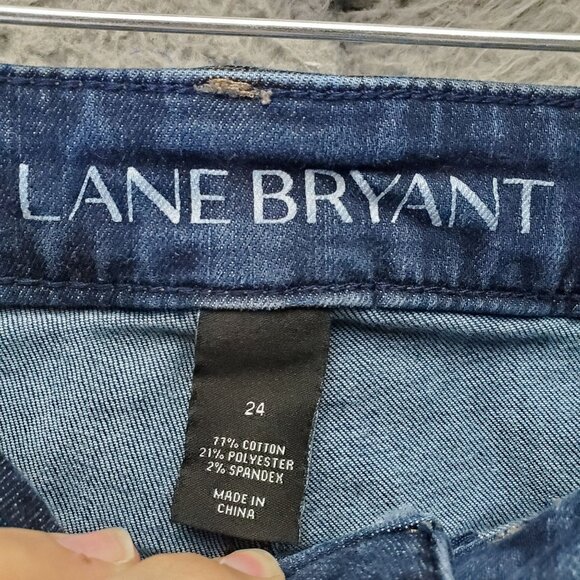 LANE BRYANT
24
77% COTTON
21% POLYESTER
2% SPANDEX
MADE IN
CHINA